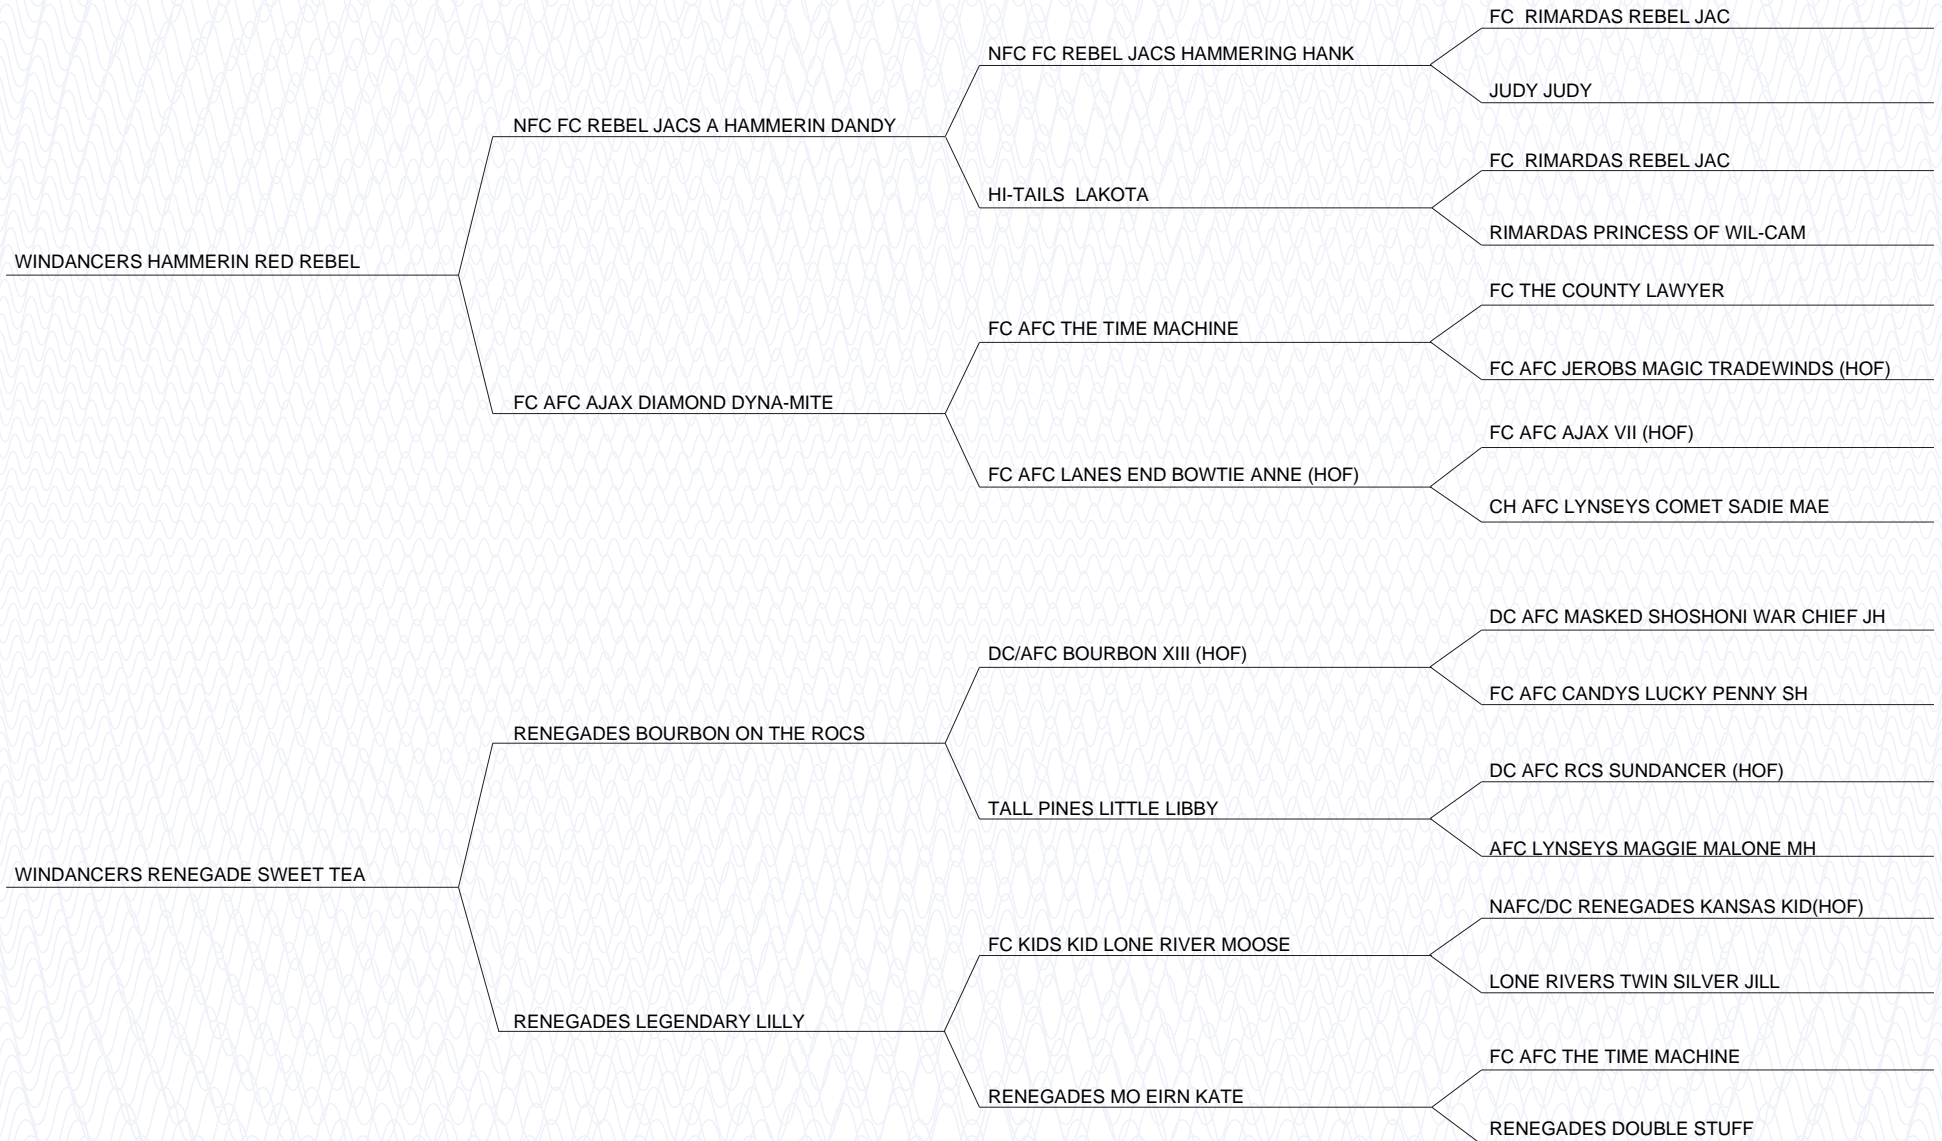 FC  RIMARDAS REBEL JAC
NFC FC REBEL JACS HAMMERING HANK
JUDY JUDY
NFC FC REBEL JACS A HAMMERIN DANDY
FC  RIMARDAS REBEL JAC
HI-TAILS  LAKOTA
RIMARDAS PRINCESS OF WIL-CAM
WINDANCERS HAMMERIN RED REBEL
FC THE COUNTY LAWYER
FC AFC THE TIME MACHINE
FC AFC JEROBS MAGIC TRADEWINDS (HOF)
FC AFC AJAX DIAMOND DYNA-MITE
FC AFC AJAX VII (HOF)
FC AFC LANES END BOWTIE ANNE (HOF)
CH AFC LYNSEYS COMET SADIE MAE
DC AFC MASKED SHOSHONI WAR CHIEF JH
DC/AFC BOURBON XIII (HOF)
FC AFC CANDYS LUCKY PENNY SH
RENEGADES BOURBON ON THE ROCS
DC AFC RCS SUNDANCER (HOF)
TALL PINES LITTLE LIBBY
AFC LYNSEYS MAGGIE MALONE MH
WINDANCERS RENEGADE SWEET TEA
NAFC/DC RENEGADES KANSAS KID(HOF)
FC KIDS KID LONE RIVER MOOSE
LONE RIVERS TWIN SILVER JILL
RENEGADES LEGENDARY LILLY
FC AFC THE TIME MACHINE
RENEGADES MO EIRN KATE
RENEGADES DOUBLE STUFF